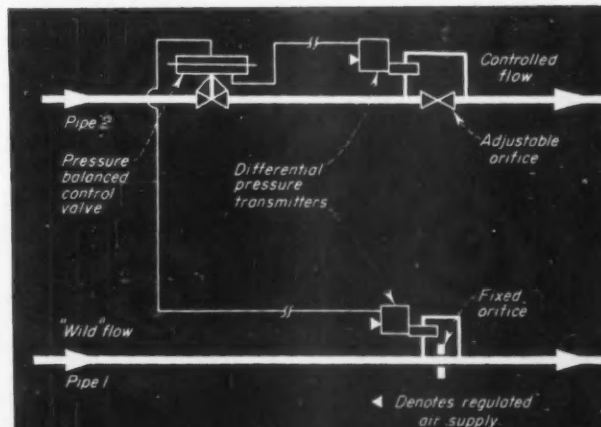 Controlled
flow
Pipe 2
Adjustable
orifice
Pressure
balanced
control
valve
Differential
pressure
transmitters
"Wild" flow
Fixed
orifice
Pipe 1
Denotes regulated
air supply